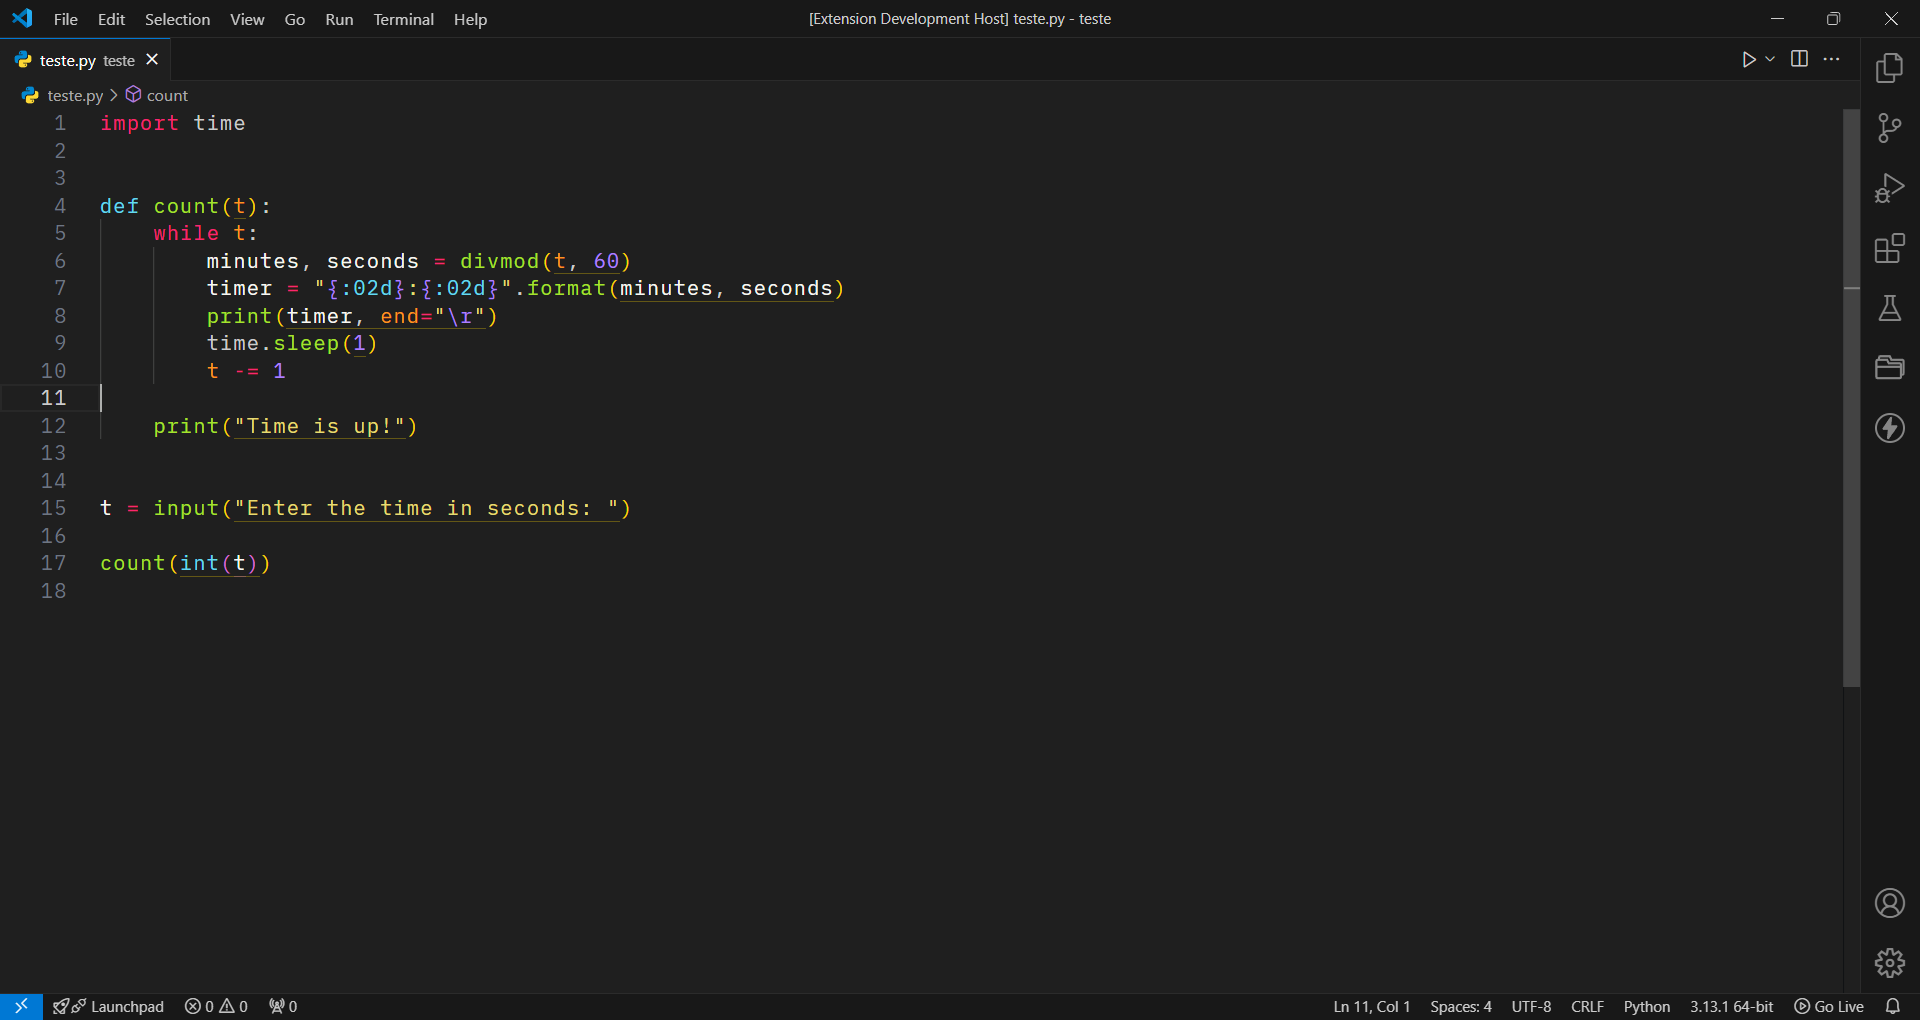 File Edit Selection View Go Run Terminal Help [Extension Development Host] teste.py - teste
teste.py teste
teste.py > count
1 import time
2
3
4 def count(t):
5     while t:
6         minutes, seconds = divmod(t, 60)
7         timer = "{:02d}:{:02d}".format(minutes, seconds)
8         print(timer, end="\r")
9         time.sleep(1)
10         t -= 1
11
12     print("Time is up!")
13
14
15 t = input("Enter the time in seconds: ")
16
17 count(int(t))
18
Launchpad 0 0 0 Ln 11, Col 1 Spaces: 4 UTF-8 CRLF Python 3.13.1 64-bit Go Live